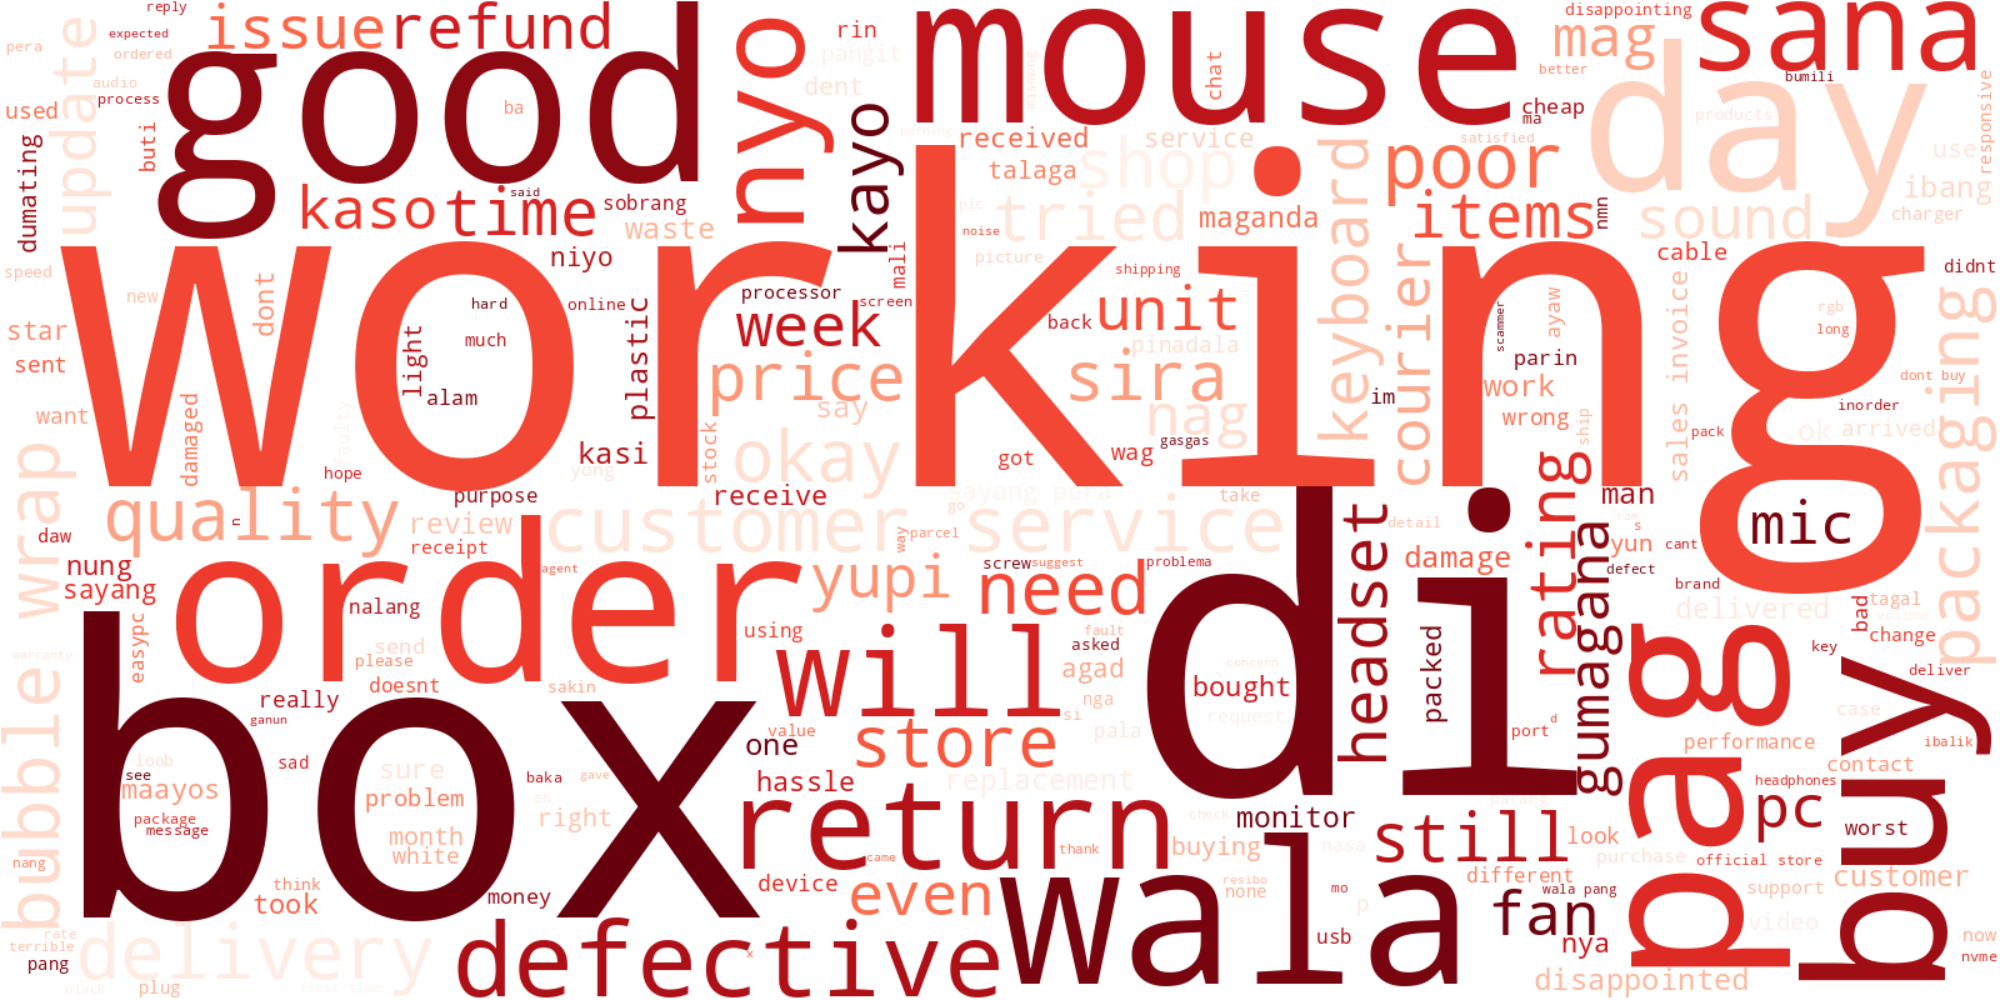 reply
pera
expected
ordered
issue
refund
audio
process
used
update
buti
dumating
good
ba
nyo
rin
pangit
dent
kayo
mouse
mismong
chat
disappointing
mag
better
sana
bumili
cheap
ma
day
products
responsive
use
ibang
charger
nothing
received
service
shop
talaga
tried
maganda
pic
noise
picture
keyboard
satisfied
poor
items
nmn
sound
kaso
time
said
sobrang
waste
niyo
mali
working
speed
new
dont
star
sent
want
damaged
light
hard
much
alam
online
plastic
processor
screen
week
price
say
shipping
back
unit
pinadala
sira
nag
courier
scammer
ayaw
parin
im
work
wrong
ship
sales invoice
cable
didnt
rgb
long
dont buy
inorder
pack
ok
arrived
packaging
faulty
hope
kasi
yong
stock
okay
got
wag
gasgas
purpose
receive
sayang pera
go
take
quality
n
review
receipt
customer service
way
parcel
detail
man
ram
s
yun
cant
mic
daw
nung
sayang
wrap
bubble
order
agent
nalang
send
please
doesnt
yupi
screw
suggest
need
problema
headset
damage
rating
gumagana
defect
brand
delivered
tagal
volume
bad
change
key
deliver
easypc
warranty
using
will
fault
asked
agad
nga
si
pala
di
concern
bought
request
packed
port
d
pag
case
performance
contact
ibalik
buy
really
ganun
sakin
value
one
store
hassle
replacement
box
loob
see
maayos
package
message
sad
sure
problem
month
white
baka
gave
eh
right
return
came
thank
check
buying
parang
monitor
nasa
still
look
headphones
pc
worst
purchase
official store
different
wala pang
support
customer
nang
think
took
money
device
even
resibo
none
wala
mo
p
fan
video
nya
usb
now
nvme
rate
terrible
pang
delivery
black
plug
first time
defective
x
disappointed